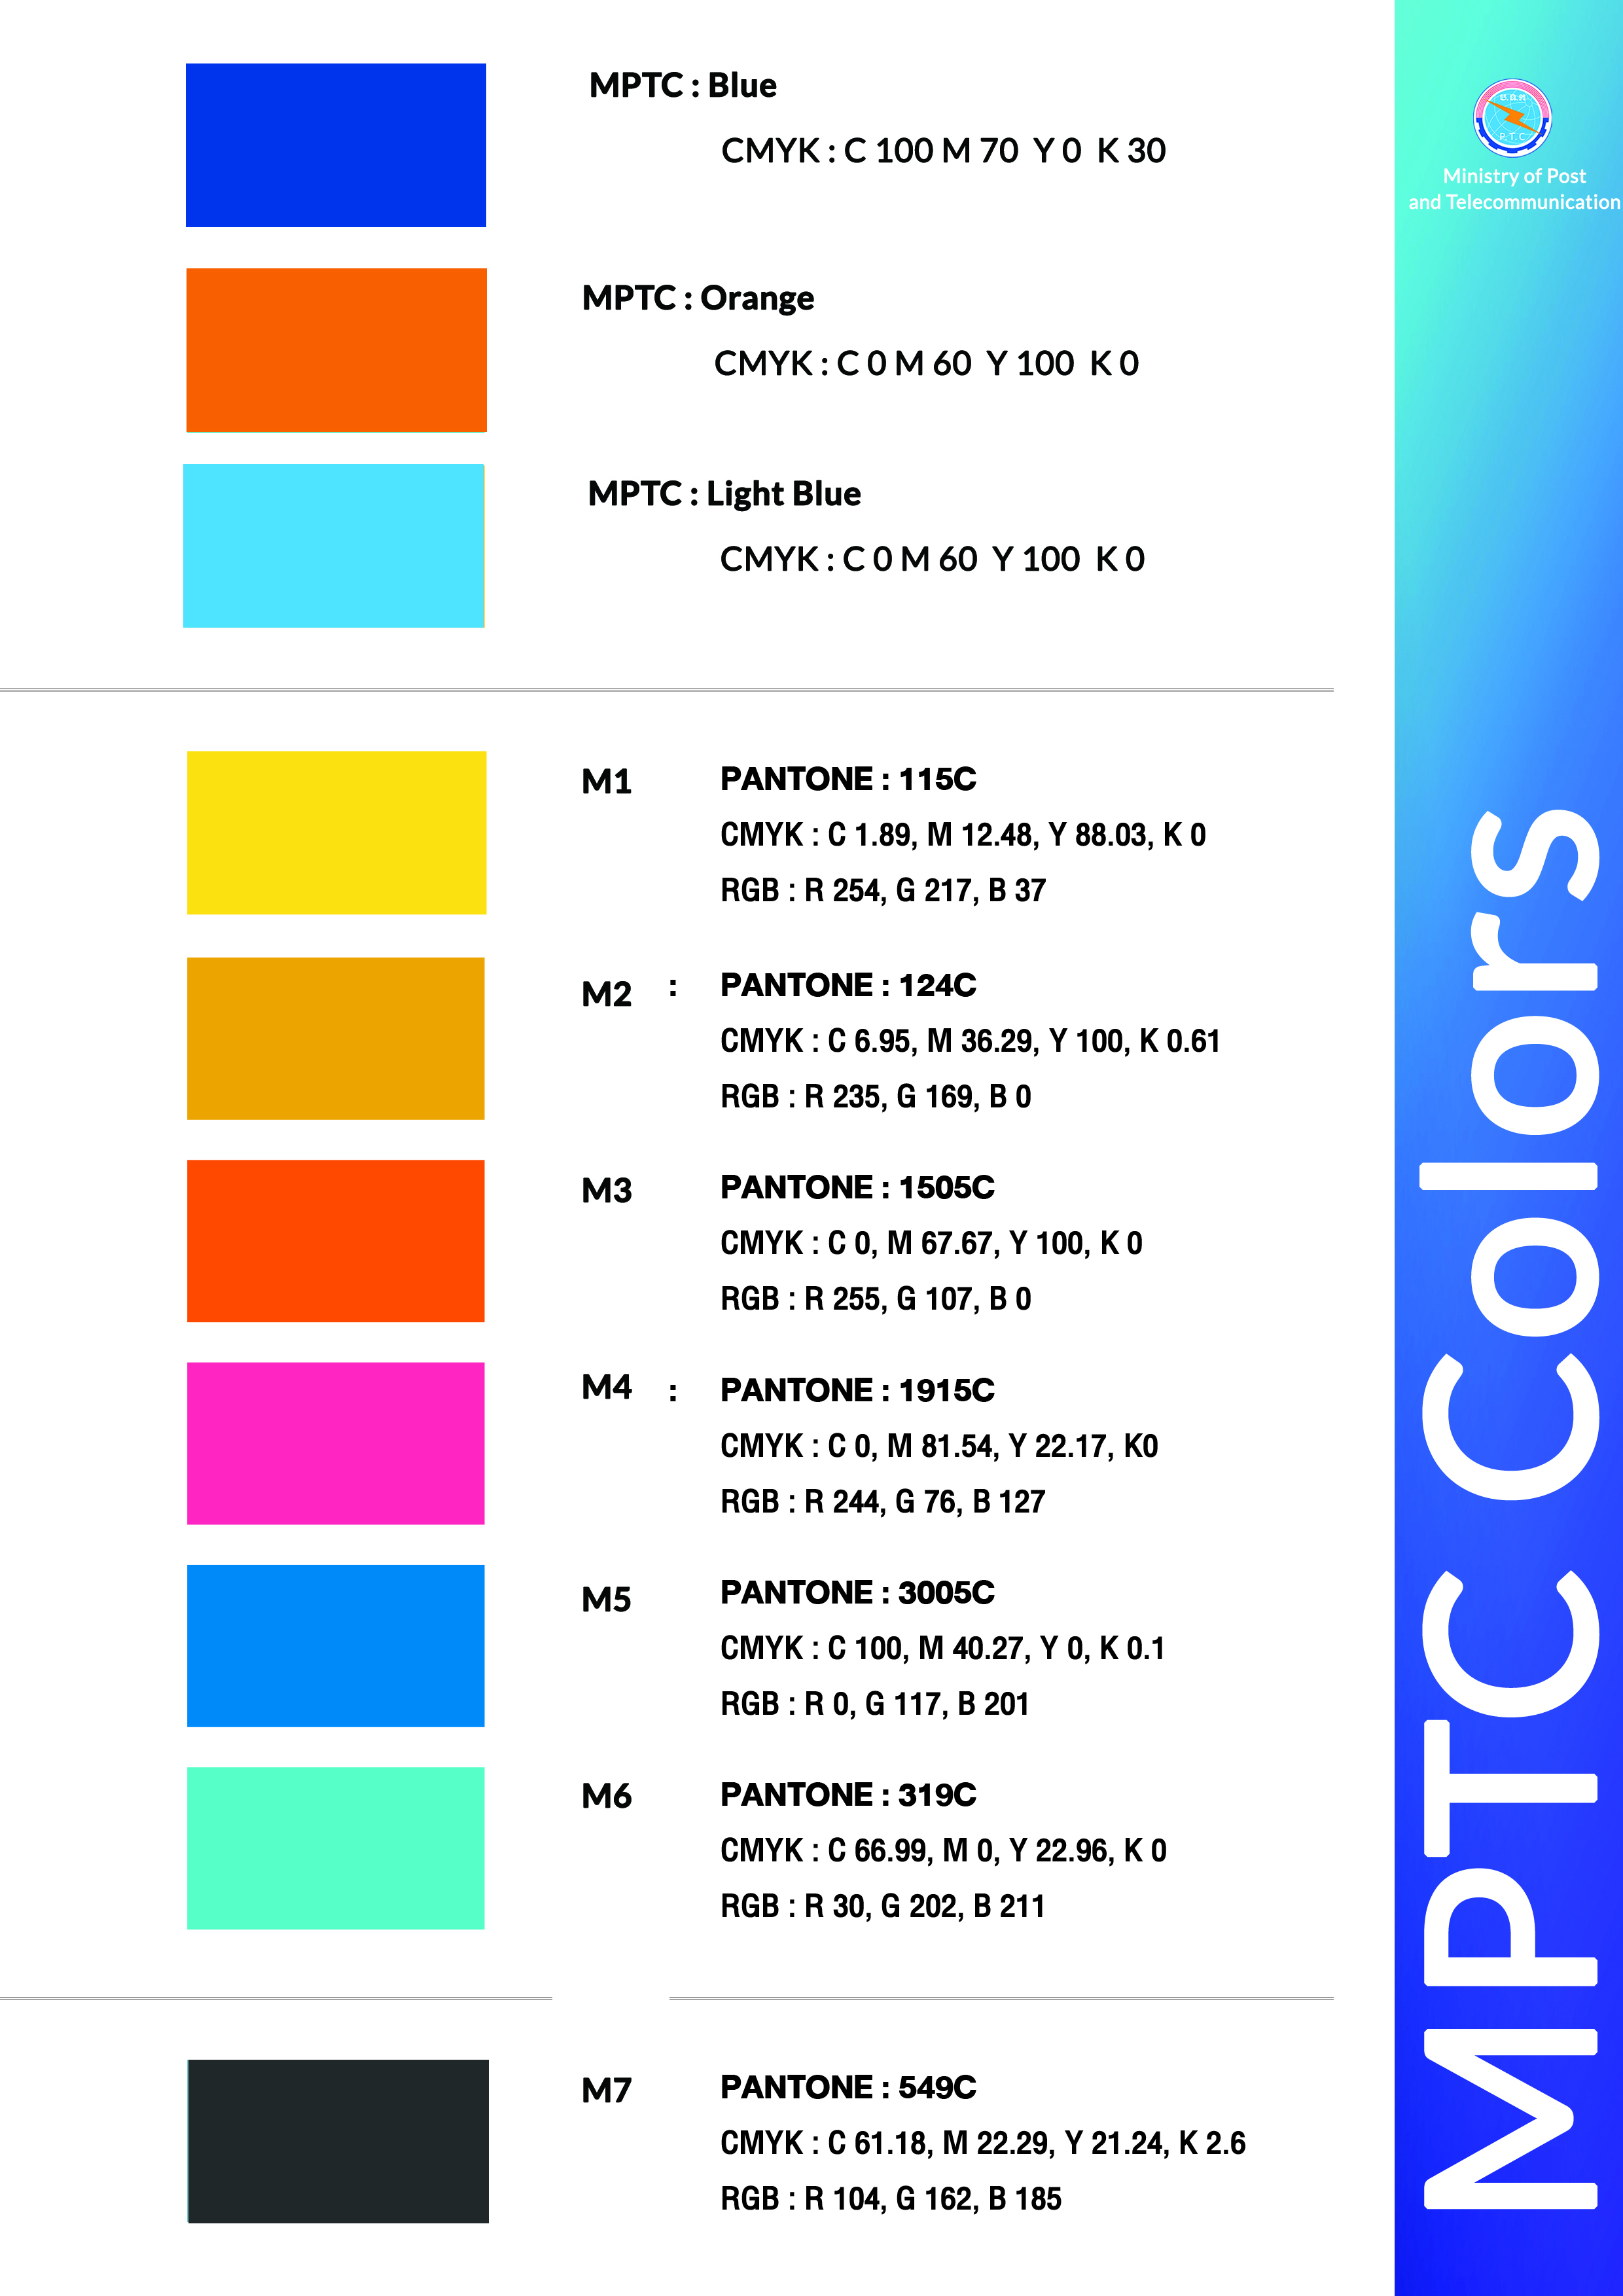 MPTC : Blue
CMYK : C 100 M 70 Y 0 K 30
MPTC : Orange
CMYK : C 0 M 60 Y 100 K 0
MPTC : Light Blue
CMYK : C 0 M 60 Y 100 K 0
M1 PANTONE : 115C
CMYK : C 1.89, M 12.48, Y 88.03, K 0
RGB : R 254, G 217, B 37
M2 : PANTONE : 124C
CMYK : C 6.95, M 36.29, Y 100, K 0.61
RGB : R 235, G 169, B 0
M3 PANTONE : 1505C
CMYK : C 0, M 67.67, Y 100, K 0
RGB : R 255, G 107, B 0
M4 : PANTONE : 1915C
CMYK : C 0, M 81.54, Y 22.17, K0
RGB : R 244, G 76, B 127
M5 PANTONE : 3005C
CMYK : C 100, M 40.27, Y 0, K 0.1
RGB : R 0, G 117, B 201
M6 PANTONE : 319C
CMYK : C 66.99, M 0, Y 22.96, K 0
RGB : R 30, G 202, B 211
M7 PANTONE : 549C
CMYK : C 61.18, M 22.29, Y 21.24, K 2.6
RGB : R 104, G 162, B 185
P.T.C
Ministry of Post
and Telecommunication
MPTC Colors